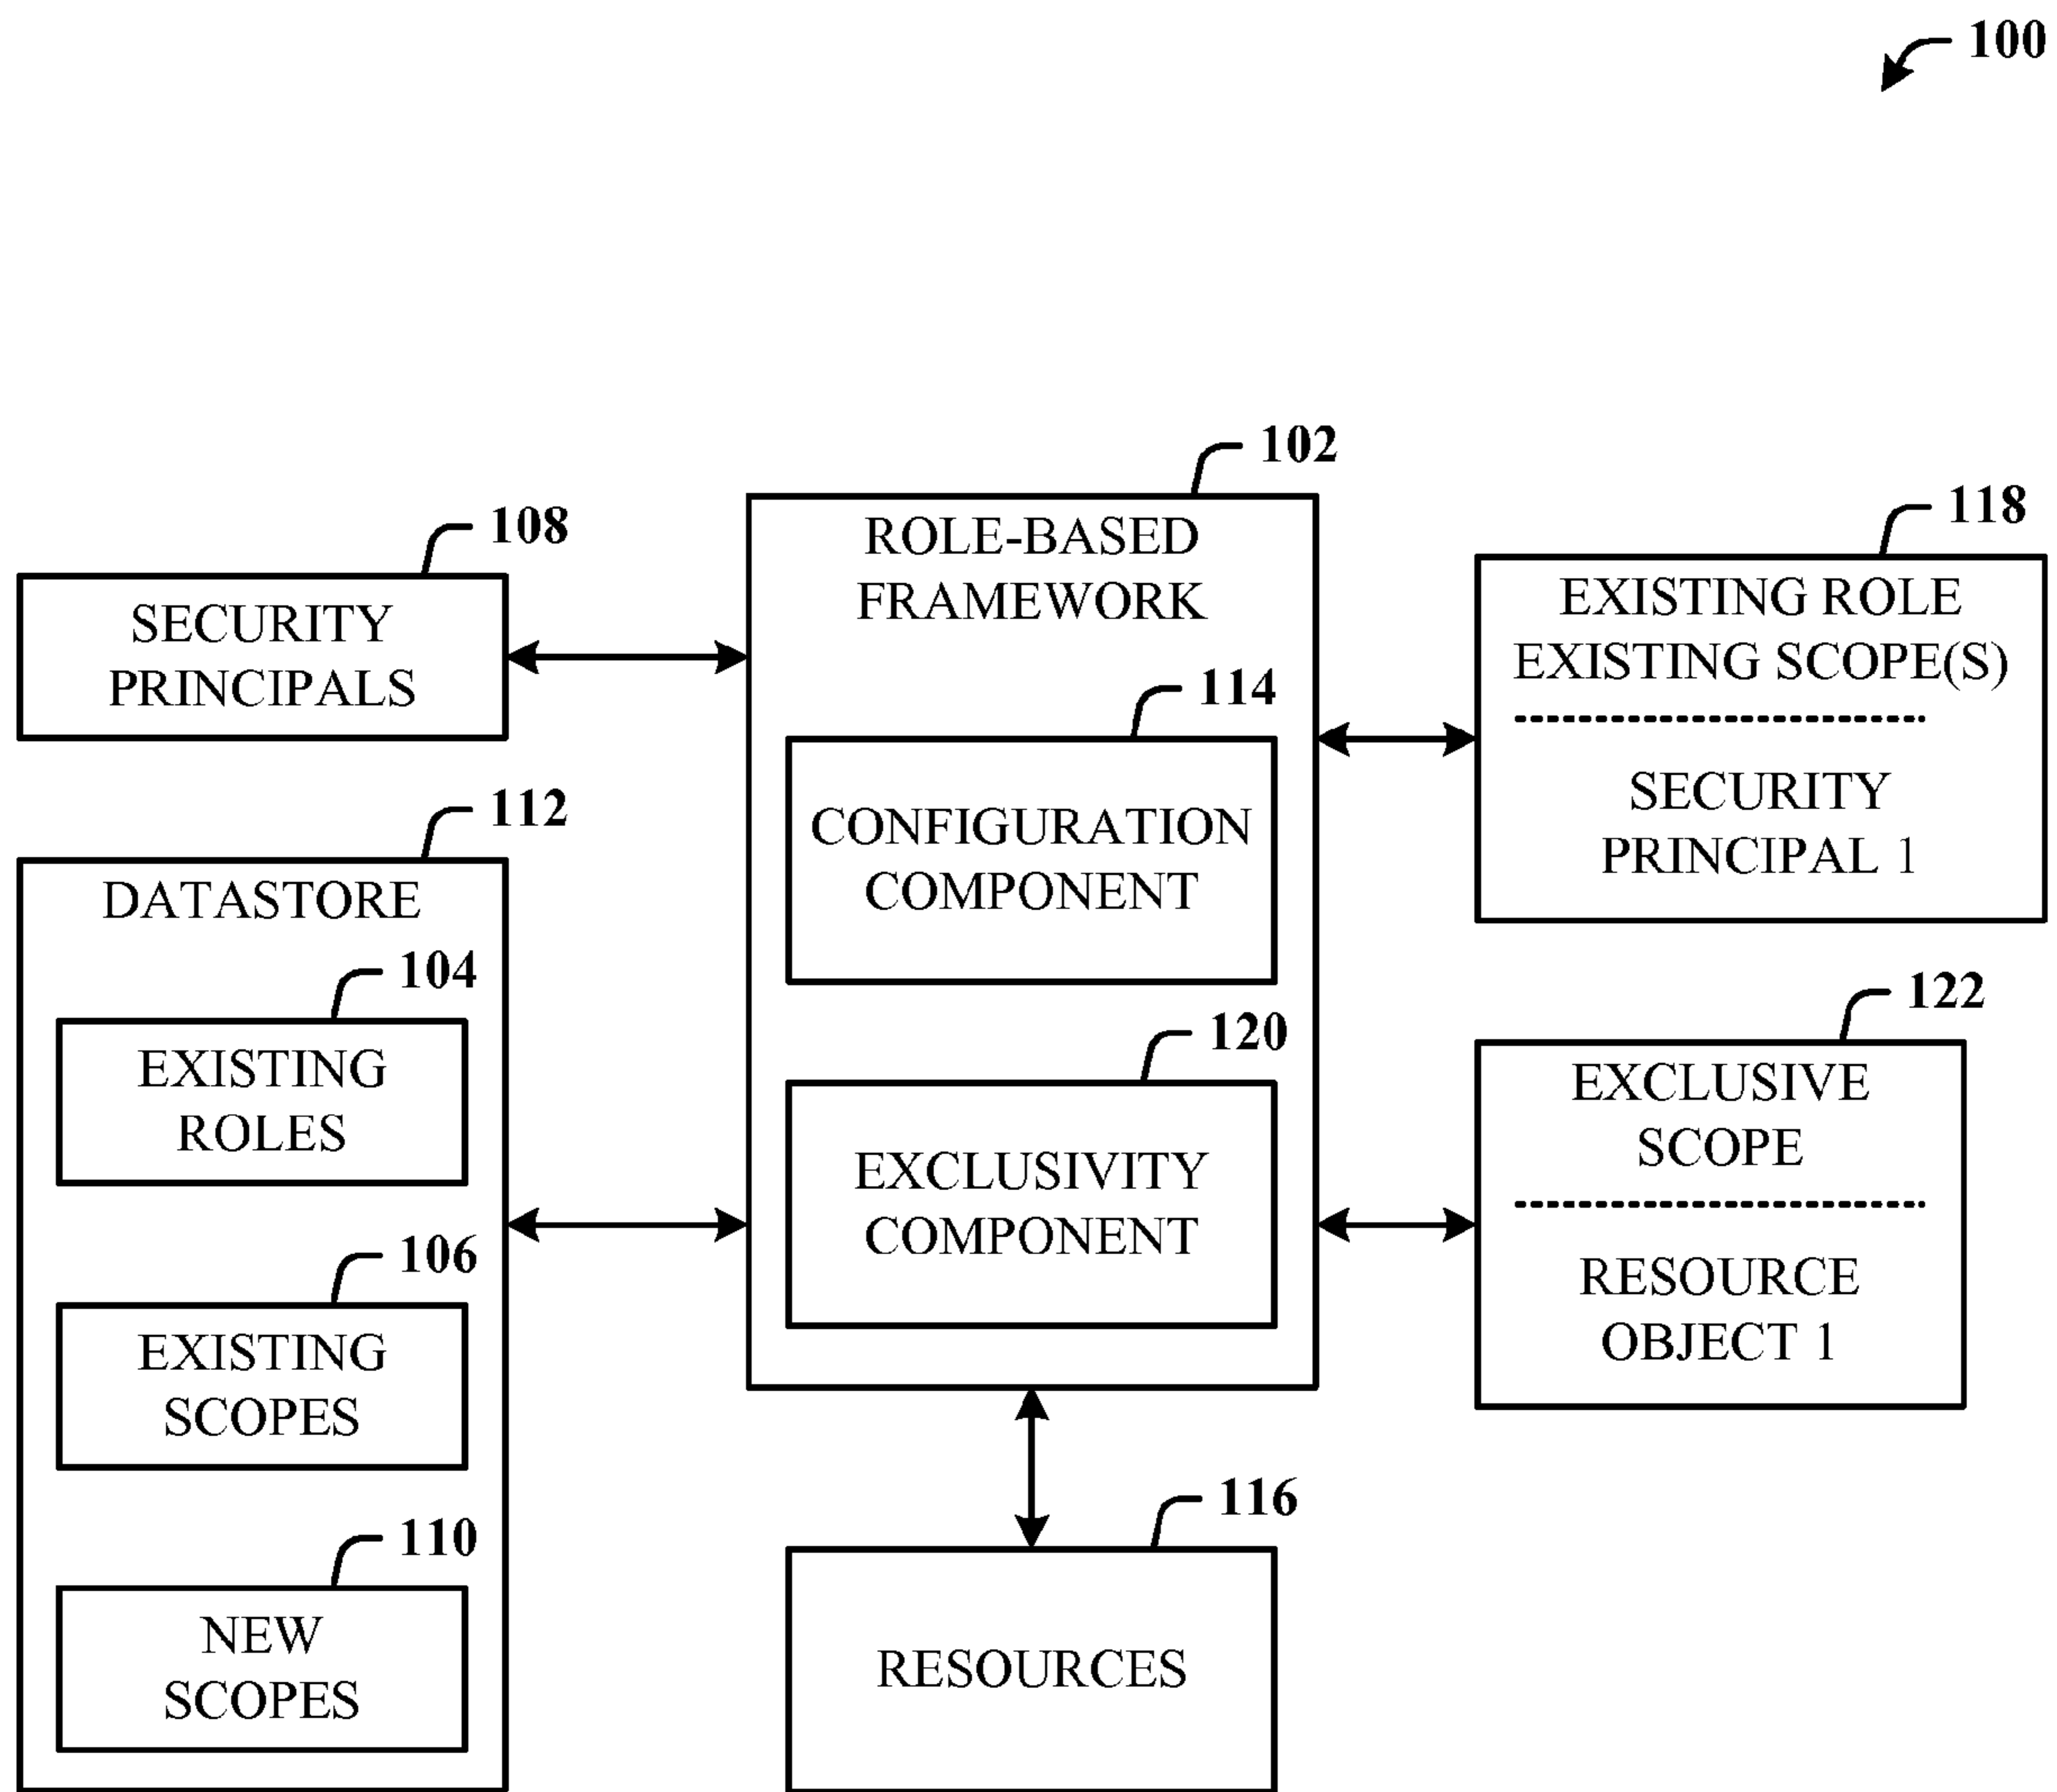 100
102
ROLE-BASED
FRAMEWORK
108
SECURITY
PRINCIPALS
118
EXISTING ROLE
EXISTING SCOPE(S)
SECURITY
PRINCIPAL 1
114
CONFIGURATION
COMPONENT
112
DATASTORE
104
EXISTING
ROLES
120
EXCLUSIVITY
COMPONENT
122
EXCLUSIVE
SCOPE
RESOURCE
OBJECT 1
106
EXISTING
SCOPES
110
NEW
SCOPES
116
RESOURCES